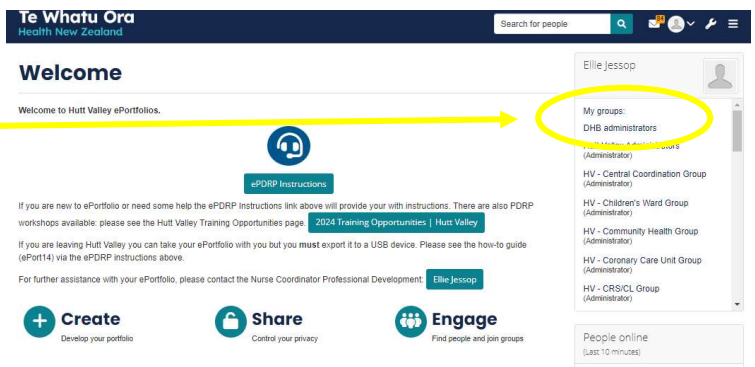 Te Whatu Ora
Health New Zealand
Search for people
84
Welcome
Welcome to Hutt Valley ePortfolios.
ePDRP Instructions
If you are new to ePortfolio or need some help the ePDRP Instructions link above will provide your with instructions. There are also PDRP
workshops available: please see the Hutt Valley Training Opportunities page. 2024 Training Opportunities | Hutt Valley
If you are leaving Hutt Valley you can take your ePortfolio with you but you must export it to a USB device. Please see the how-to guide
(ePort14) via the ePDRP instructions above.
For further assistance with your ePortfolio, please contact the Nurse Coordinator Professional Development: Ellie Jessop
Create
Develop your portfolio
Share
Control your privacy
Engage
Find people and join groups
Ellie Jessop
My groups:
DHB administrators
Hutt Valley Administrators
(Administrator)
HV - Central Coordination Group
(Administrator)
HV - Children's Ward Group
(Administrator)
HV - Community Health Group
(Administrator)
HV - Coronary Care Unit Group
(Administrator)
HV - CRS/CL Group
(Administrator)
People online
(Last 10 minutes)